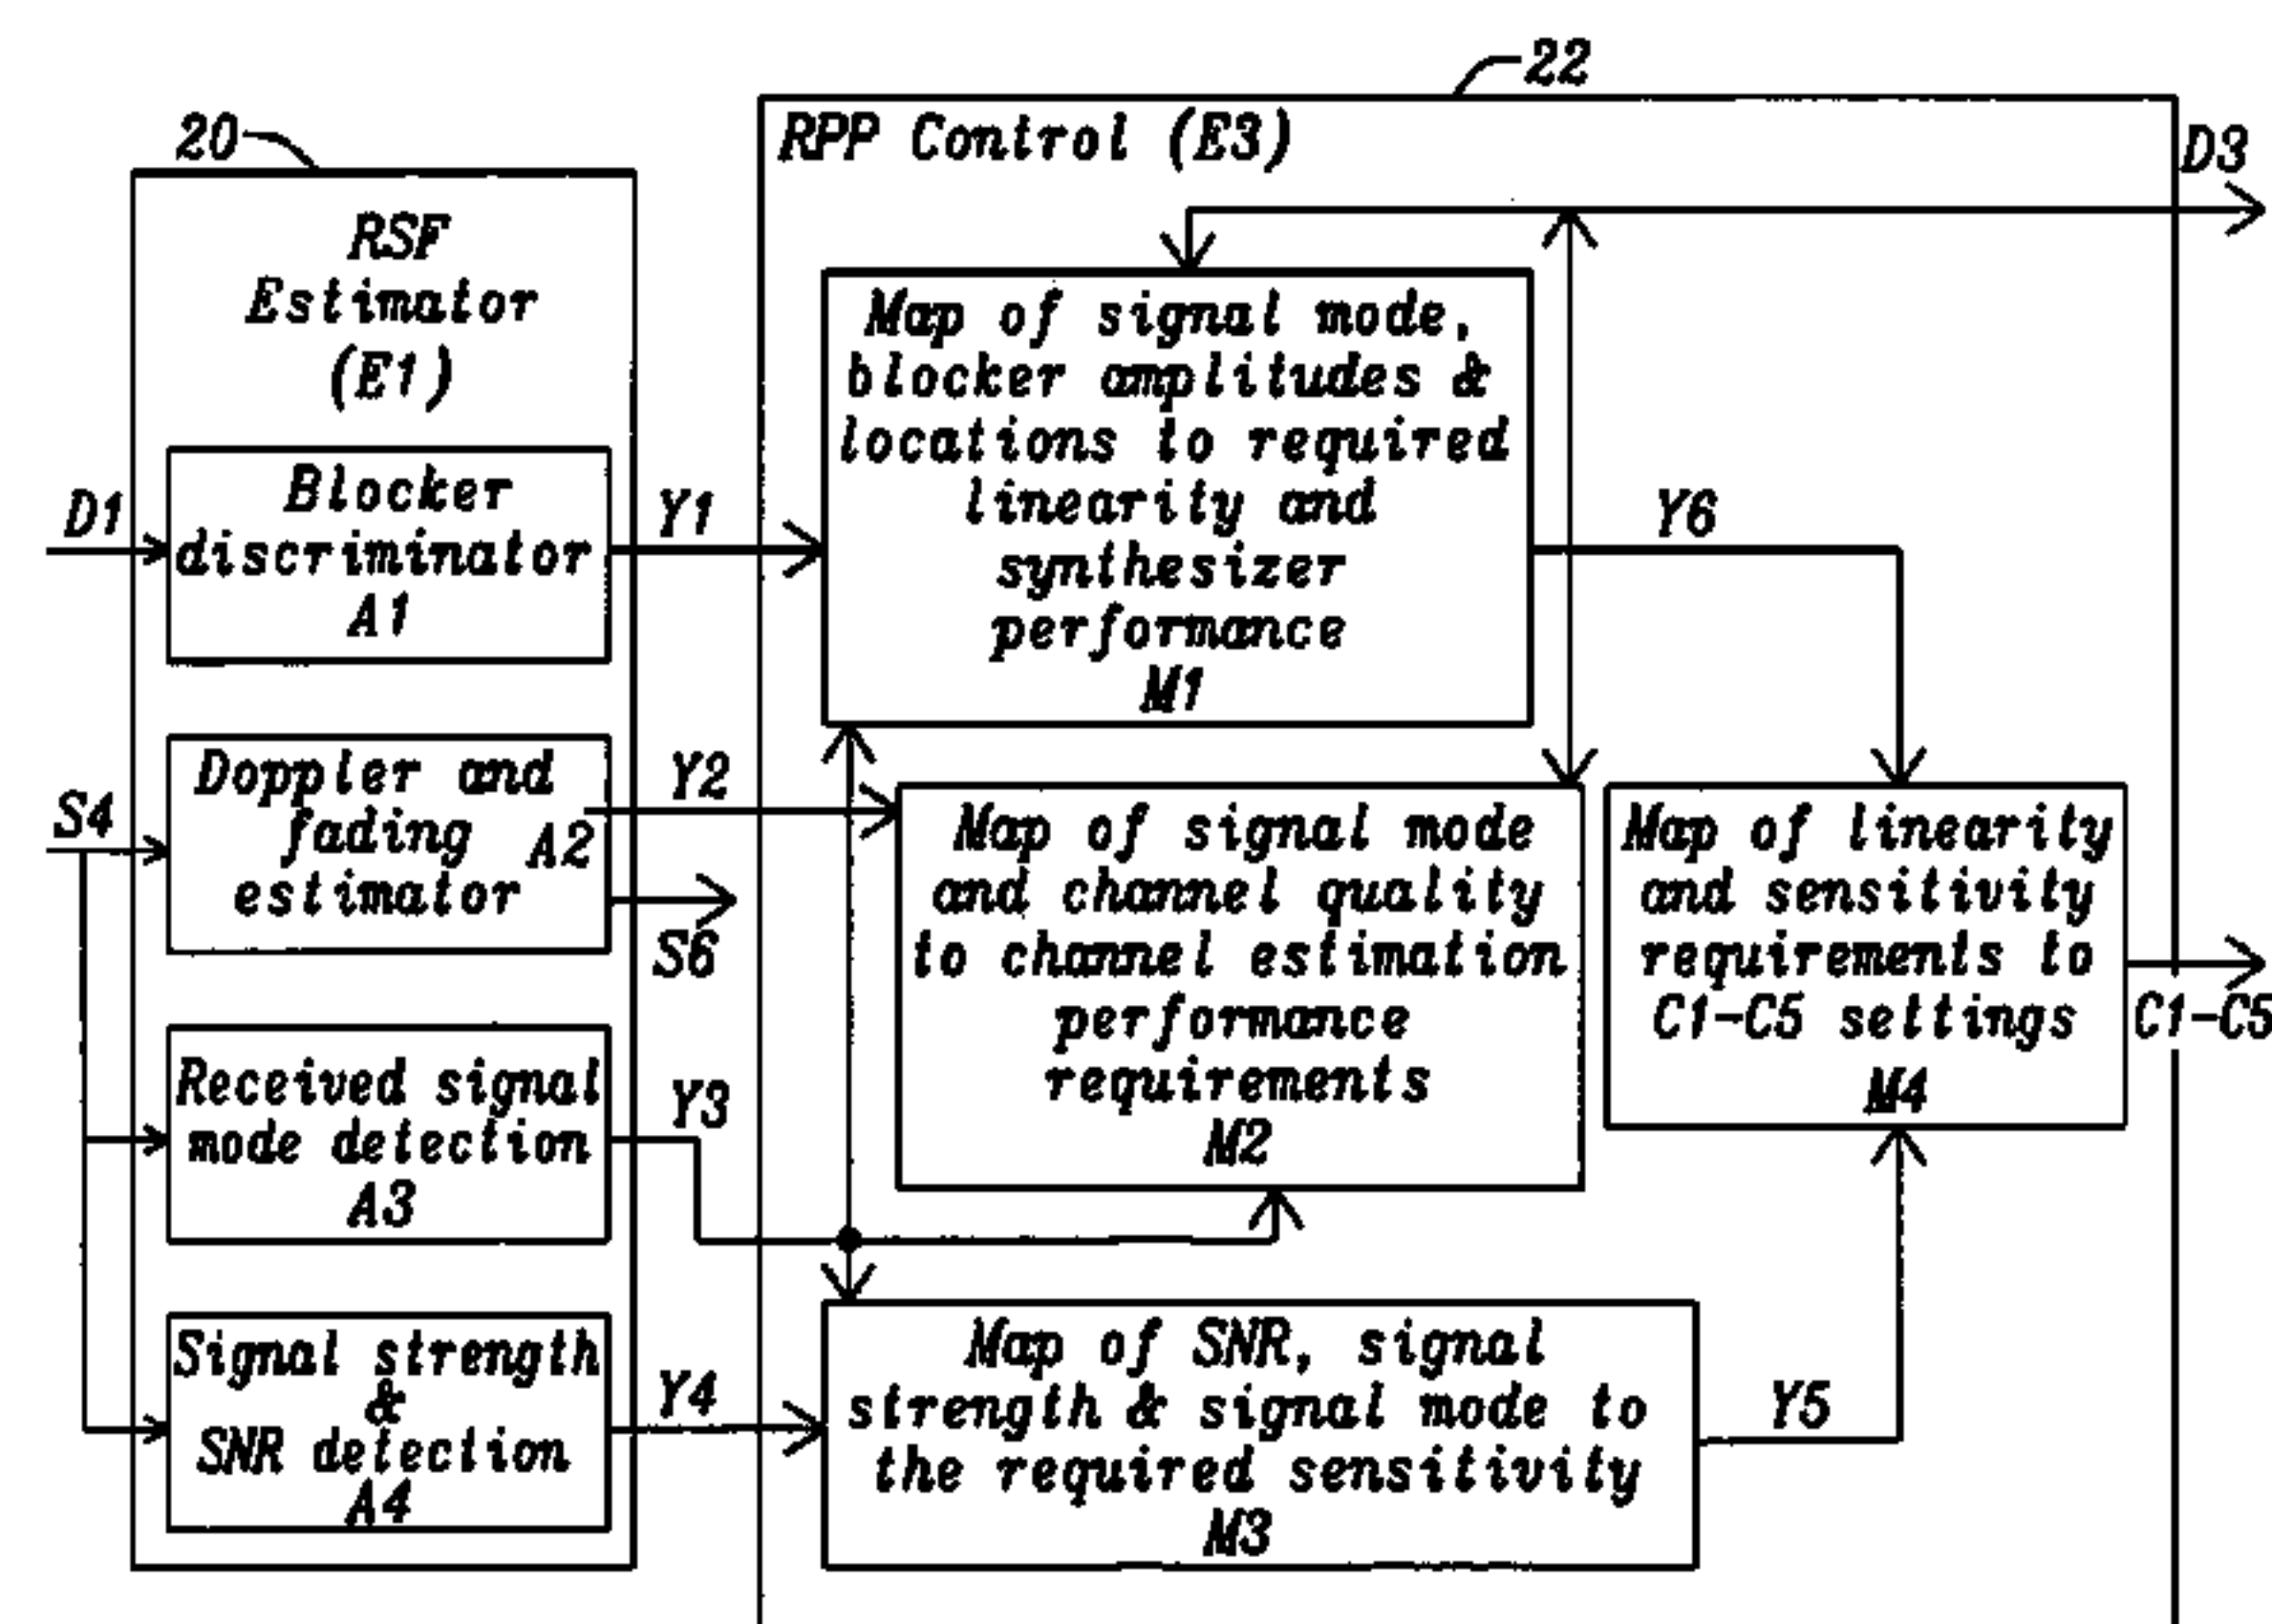 22
20
RPP Control (E3)
D3
RSF
Estimator
(E1)
Map of signal mode,
blocker amplitudes &
locations to required
linearity and
synthesizer
performance
M1
D1
Blocker
discriminator
A1
Y1
Y6
S4
Doppler and
fading
estimator
A2
Y2
S6
Map of signal mode
and channel quality
to channel estimation
performance
requirements
M2
Map of linearity
and sensitivity
requirements to
C1-C5 settings
M4
C1-C5
Received signal
mode detection
A3
Y3
Signal strength
&
SNR detection
A4
Y4
Map of SNR, signal
strength & signal mode to
the required sensitivity
M3
Y5